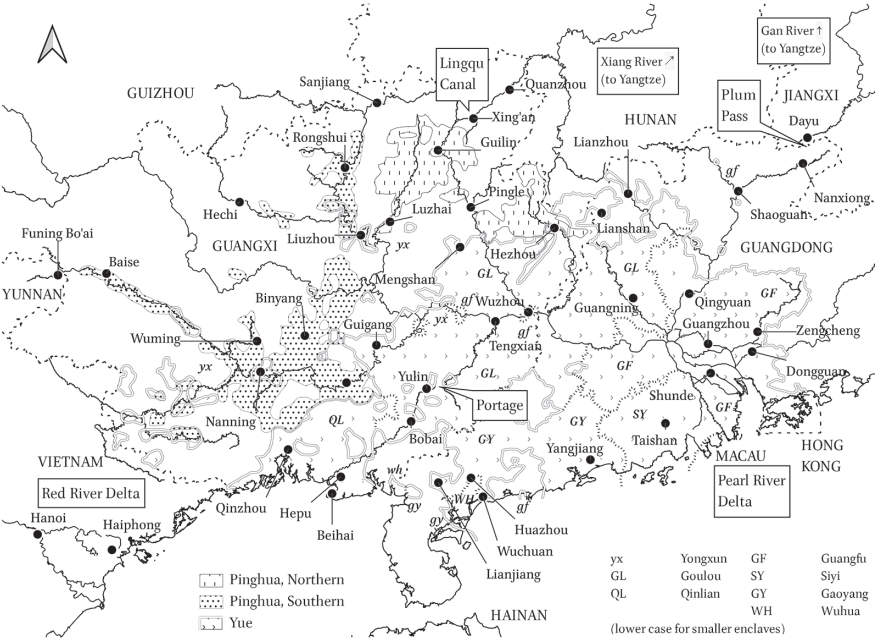 Gan River ↑
(to Yangtze)
Lingqu
Canal
Xiang River ↗
(to Yangtze)
Sanjiang
Quanzhou
GUIZHOU
Plum
Pass
JIANGXI
Xing'an
HUNAN
Dayu
Rongshui
Guilin
Lianzhou
gf
Nanxiong
Pingle
Hechi
Luzhai
Shaoguan
Lianshan
Funing Bo'ai
Liuzhou
yx
GUANGXI
Hezhou
GUANGDONG
Baise
Mengshan
GL
GL
YUNNAN
Binyang
gf
Wuzhou
Guangning
Qingyuan
GF
Guigang
yx
gf
Guangzhou
Zengcheng
Wuming
Tengxian
yx
Yulin
GL
GF
Dongguan
Shunde
Portage
Nanning
QL
SY
GF
GY
Bobai
GY
Taishan
HONG
KONG
Yangjiang
MACAU
VIETNAM
wh
Pearl River
Delta
Red River Delta
gy
WH
gf
Qinzhou
Hepu
Beihai
gy
Huazhou
Hanoi
Haiphong
Wuchuan
Lianjiang
Pinghua, Northern
Pinghua, Southern
Yue
HAINAN
yx Yongxun GF Guangfu
GL Goulou SY Siyi
QL Qinlian GY Gaoyang
WH Wuhua
(lower case for smaller enclaves)